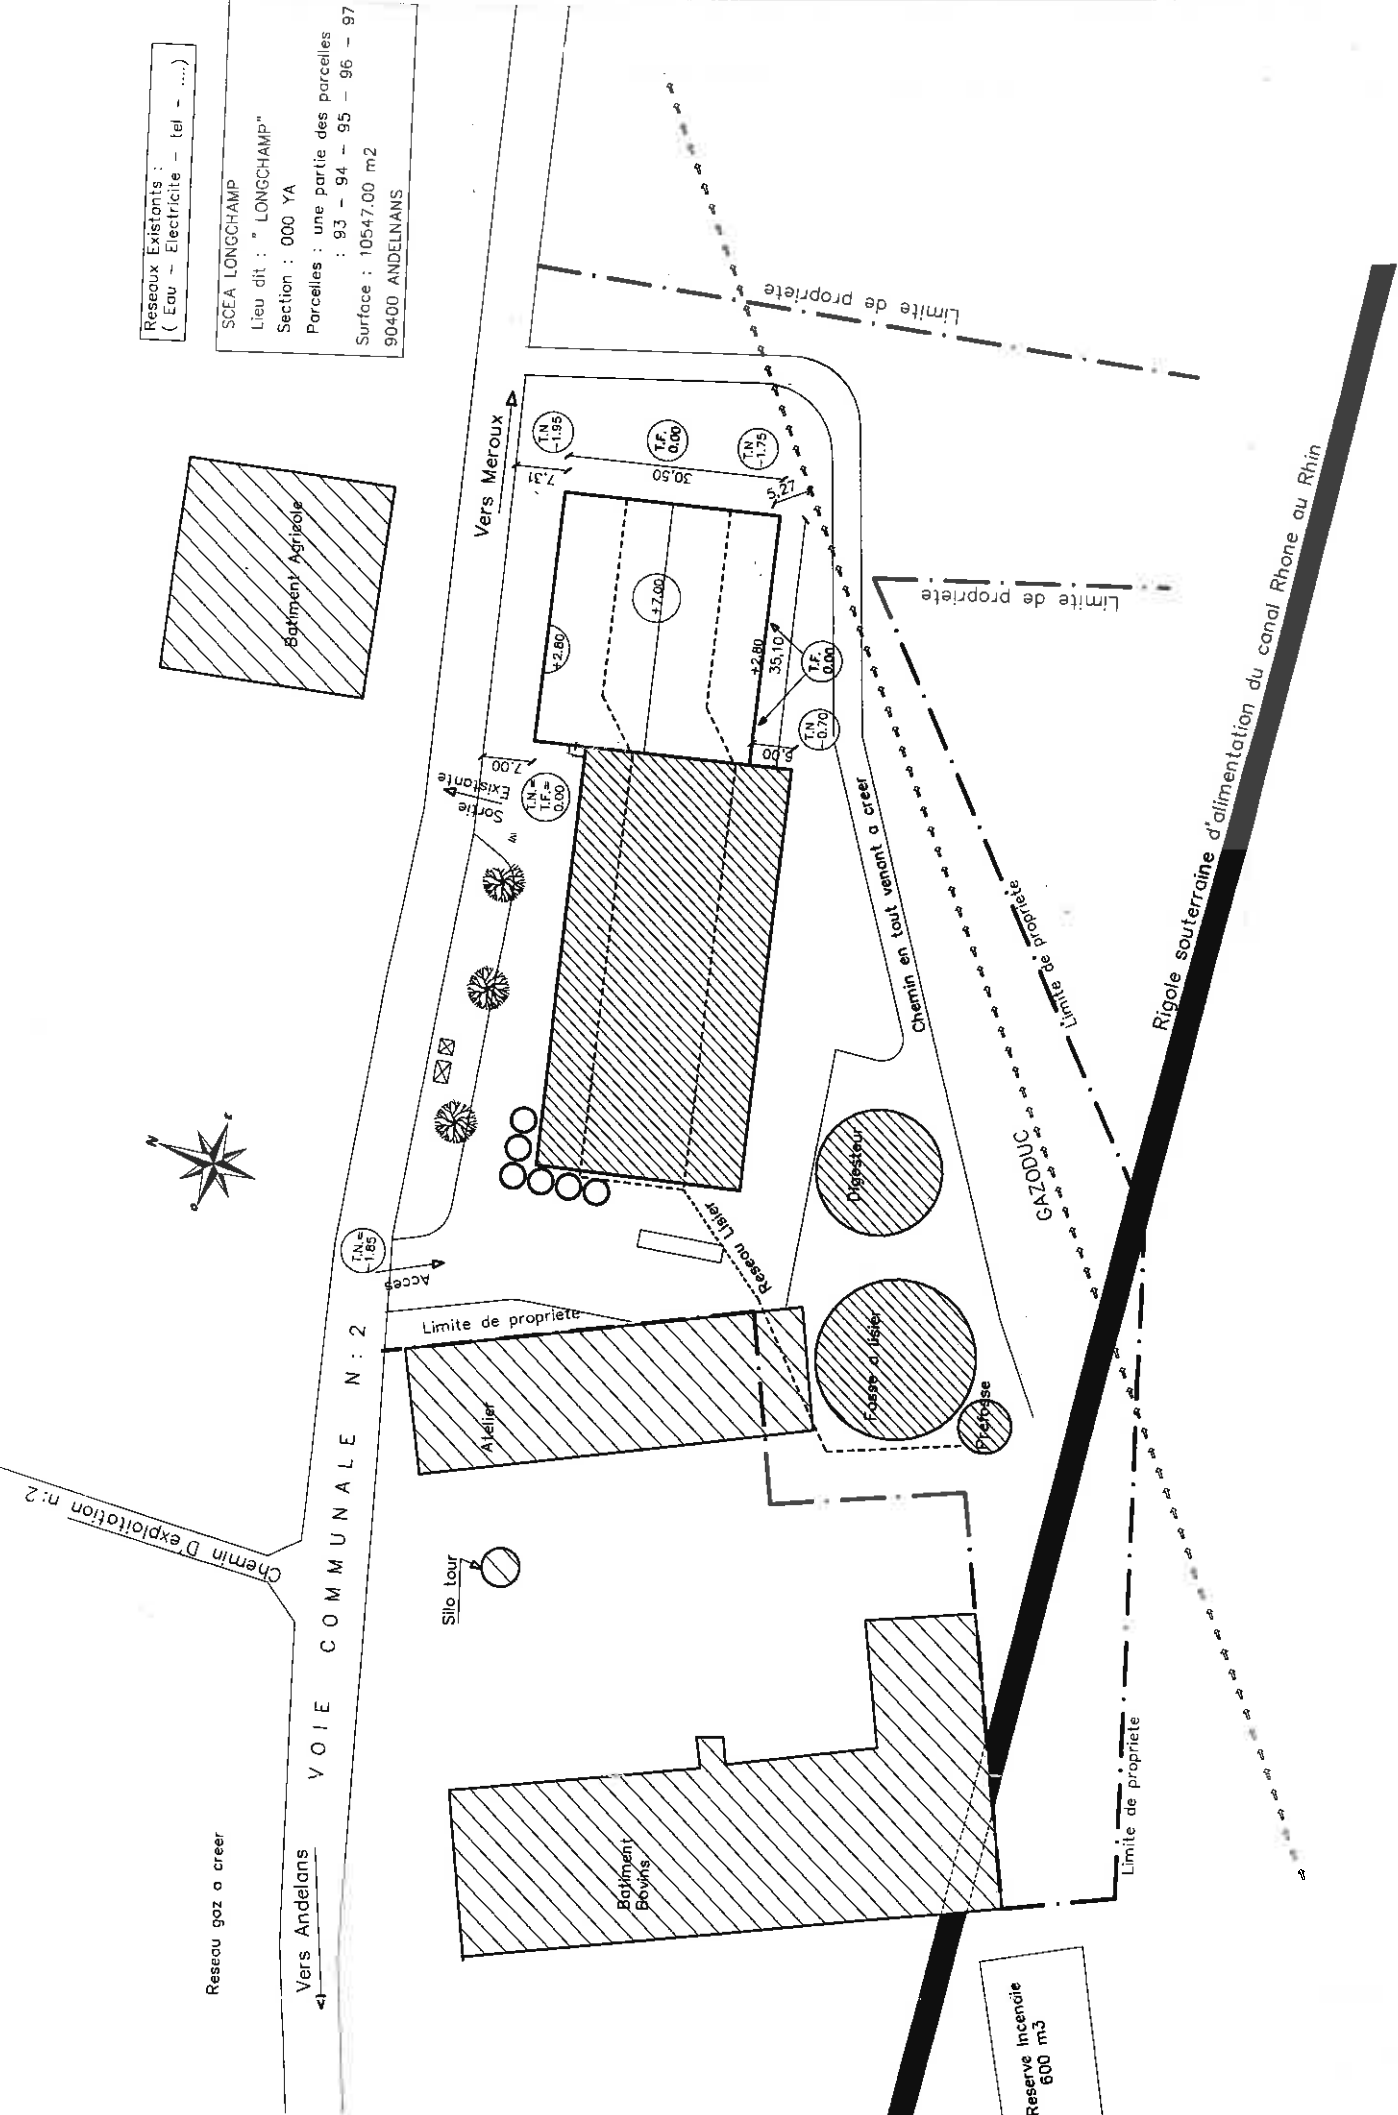 Reseaux Existants :
( Eau - Electricite - tel - ....)
SCEA LONGCHAMP
Lieu dit : " LONGCHAMP"
Section : 000 YA
Parcelles : une partie des parcelles
: 93 - 94 - 95 - 96 - 97
Surface : 10547.00 m2
90400 ANDELNANS
Batiment Agricole
Vers Meroux
T.N
-1.95
T.F.
0.00
T.N
-1.75
7.31
30,50
5,27
Limite de propriete
Limite de propriete
+2.80
+7.00
+2.80
35,10
T.F.
0.00
T.N
-0.70
6,00
7.00
Sortie
Existante
T.N.=
T.F.=
0.00
Chemin en tout venant a creer
Limite de propriete
Limite de propriete
Rigole souterraine d'alimentation du canal Rhone au Rhin
GAZODUC
N
E
O
T.N.=
-1.85
Acces
Reseau Lisier
Digesteur
Fosse a lisier
Prefosse
Limite de propriete
Atelier
Silo tour
VOIE COMMUNALE N:2
Chemin D'exploitation n:2
Reseau gaz a creer
Vers Andelans
Batiment
Bovins
Limite de propriete
Reserve Incendie
600 m3